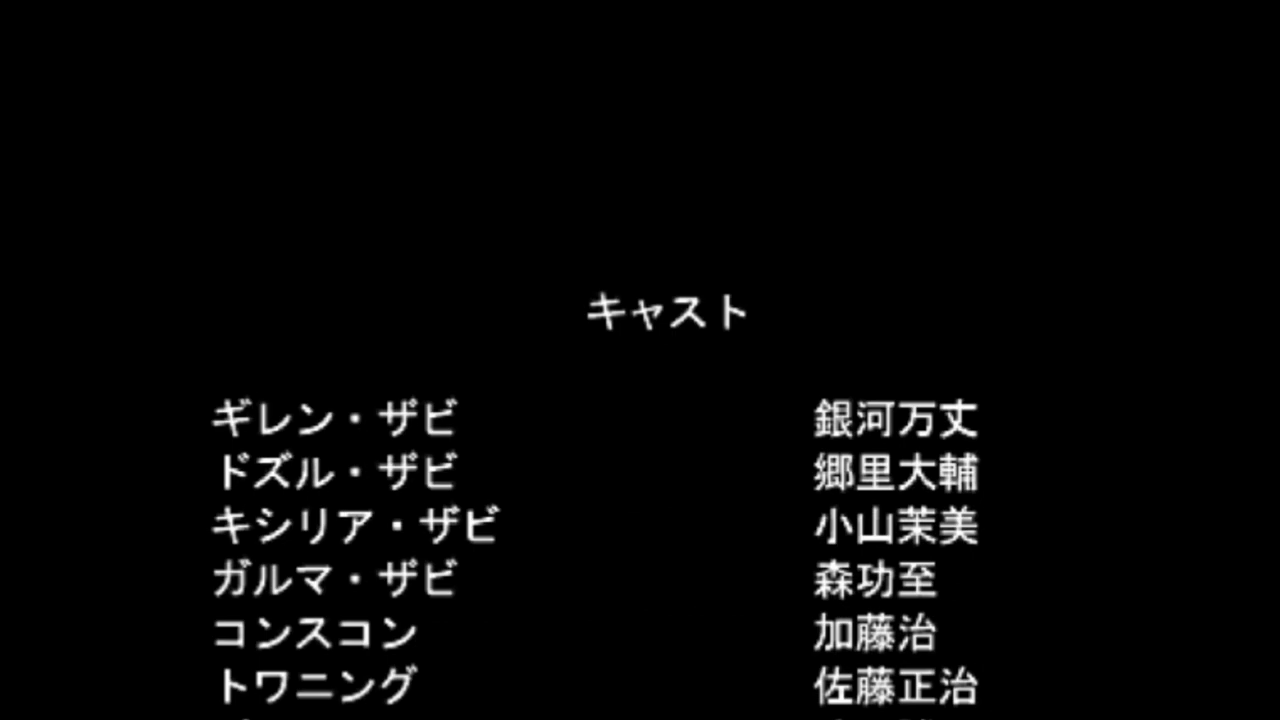 キャスト
ギレン・ザビ 銀河万丈
ドズル・ザビ 郷里大輔
キシリア・ザビ 小山茉美
ガルマ・ザビ 森功至
コンスコン 加藤治
トワニング 佐藤正治